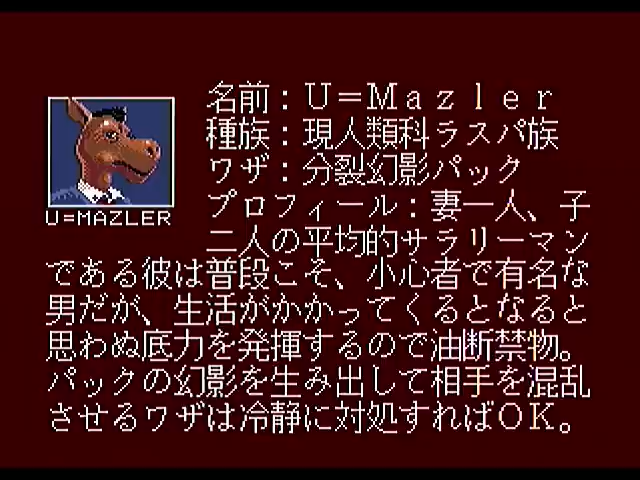 名前：Ｕ＝Ｍａｚｌｅｒ
種族：現人類科ラスパ族
ワザ：分裂幻影パック
U=MAZLER
プロフィール：妻一人、子
二人の平均的サラリーマン
である彼は普段こそ、小心者で有名な
男だが、生活がかかってくるとなると
思わぬ底力を発揮するので油断禁物。
パックの幻影を生み出して相手を混乱
させるワザは冷静に対処すればＯＫ。